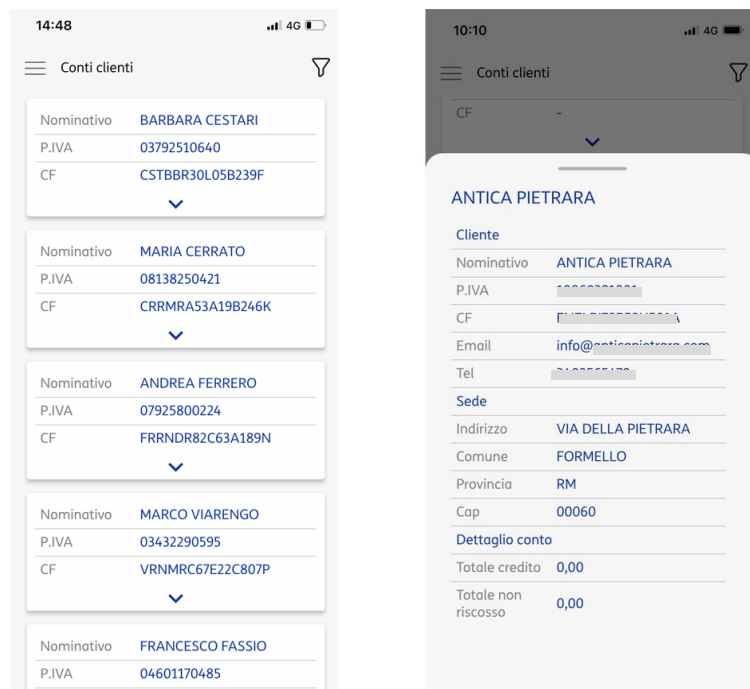 14:48
4G
Conti clienti
Nominativo BARBARA CESTARI
P.IVA 03792510640
CF CSTBBR30L05B239F
Nominativo MARIA CERRATO
P.IVA 08138250421
CF CRRMRA53A19B246K
Nominativo ANDREA FERRERO
P.IVA 07925800224
CF FRRNDR82C63A189N
Nominativo MARCO VIARENGO
P.IVA 03432290595
CF VRNMRC67E22C807P
Nominativo FRANCESCO FASSIO
P.IVA 04601170485
10:10
4G
Conti clienti
CF -
ANTICA PIETRARA
Cliente
Nominativo ANTICA PIETRARA
P.IVA
CF
Email info@
Tel
Sede
Indirizzo VIA DELLA PIETRARA
Comune FORMELLO
Provincia RM
Cap 00060
Dettaglio conto
Totale credito 0,00
Totale non
riscosso 0,00